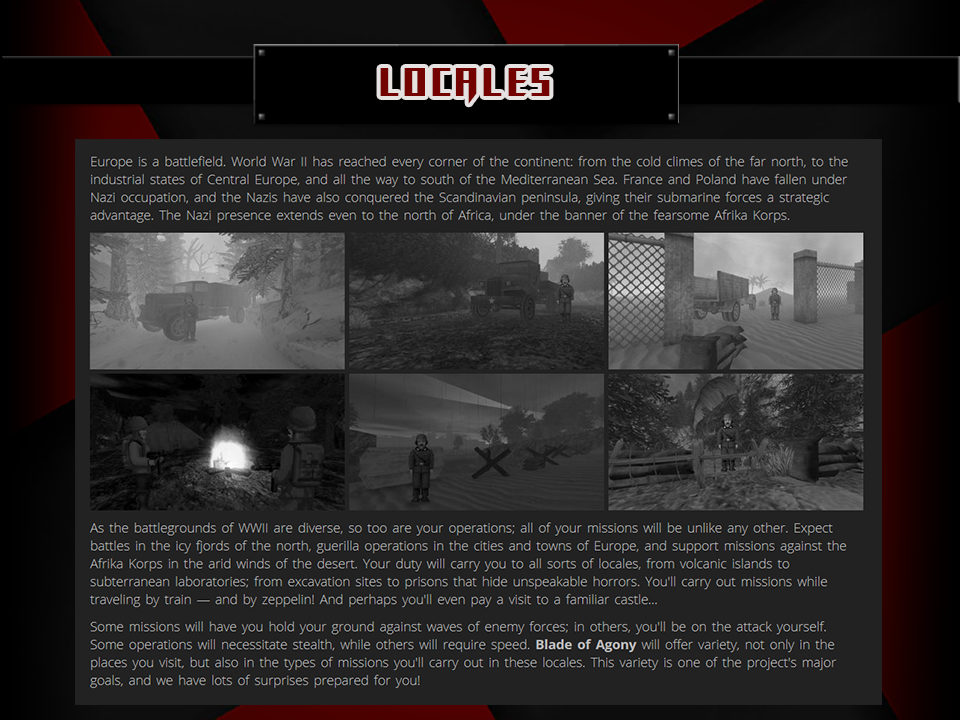 LOCALES
Europe is a battlefield. World War II has reached every corner of the continent: from the cold climes of the far north, to the
industrial states of Central Europe, and all the way to south of the Mediterranean Sea. France and Poland have fallen under
Nazi occupation, and the Nazis have also conquered the Scandinavian peninsula, giving their submarine forces a strategic
advantage. The Nazi presence extends even to the north of Africa, under the banner of the fearsome Afrika Korps.
As the battlegrounds of WWII are diverse, so too are your operations; all of your missions will be unlike any other. Expect
battles in the icy fjords of the north, guerilla operations in the cities and towns of Europe, and support missions against the
Afrika Korps in the arid winds of the desert. Your duty will carry you to all sorts of locales, from volcanic islands to
subterranean laboratories; from excavation sites to prisons that hide unspeakable horrors. You'll carry out missions while
traveling by train — and by zeppelin! And perhaps you'll even pay a visit to a familiar castle...
Some missions will have you hold your ground against waves of enemy forces; in others, you'll be on the attack yourself.
Some operations will necessitate stealth, while others will require speed. Blade of Agony will offer variety, not only in the
places you visit, but also in the types of missions you'll carry out in these locales. This variety is one of the project's major
goals, and we have lots of surprises prepared for you!